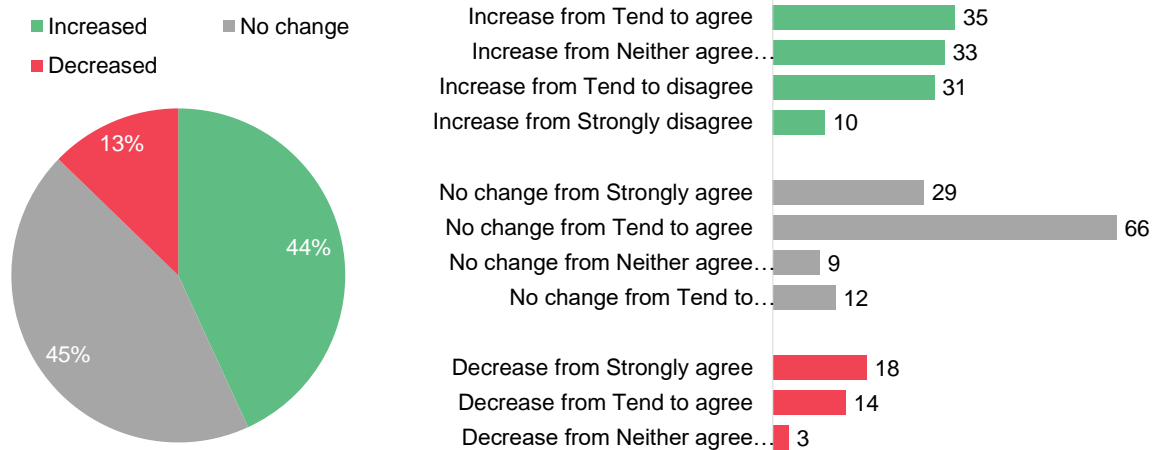 Increased
No change
Decreased
13%
44%
45%
Increase from Tend to agree 35
Increase from Neither agree… 33
Increase from Tend to disagree 31
Increase from Strongly disagree 10
No change from Strongly agree 29
No change from Tend to agree 66
No change from Neither agree… 9
No change from Tend to… 12
Decrease from Strongly agree 18
Decrease from Tend to agree 14
Decrease from Neither agree… 3